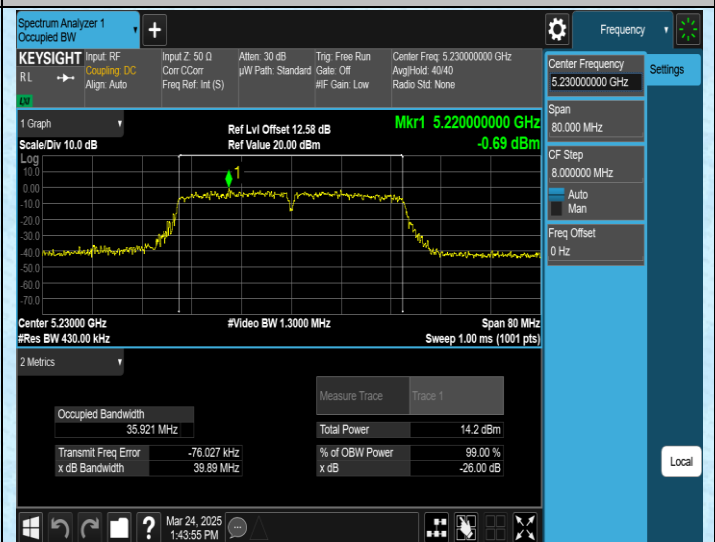 Spectrum Analyzer 1
Occupied BW
+
Frequency
KEYSIGHT
Input: RF
Coupling: DC
Align: Auto
RL
Input Z: 50 Ω
Corr CCorr
Freq Ref: Int (S)
Atten: 30 dB
µW Path: Standard
Trig: Free Run
Gate: Off
#IF Gain: Low
Center Freq: 5.230000000 GHz
Avg|Hold: 40/40
Radio Std: None
Center Frequency
5.230000000 GHz
Settings
Span
80.000 MHz
CF Step
8.000000 MHz
Auto
Man
Freq Offset
0 Hz
1 Graph
Scale/Div 10.0 dB
Ref Lvl Offset 12.58 dB
Ref Value 20.00 dBm
Mkr1 5.220000000 GHz
-0.69 dBm
Log
10.0
0.00
-10.0
-20.0
-30.0
-40.0
-50.0
-60.0
-70.0
1
Center 5.23000 GHz
#Res BW 430.00 kHz
#Video BW 1.3000 MHz
Span 80 MHz
Sweep 1.00 ms (1001 pts)
2 Metrics
Measure Trace
Trace 1
Occupied Bandwidth
35.921 MHz
Total Power
14.2 dBm
Transmit Freq Error
-76.027 kHz
% of OBW Power
99.00 %
x dB Bandwidth
39.89 MHz
x dB
-26.00 dB
Local
?
Mar 24, 2025
1:43:55 PM